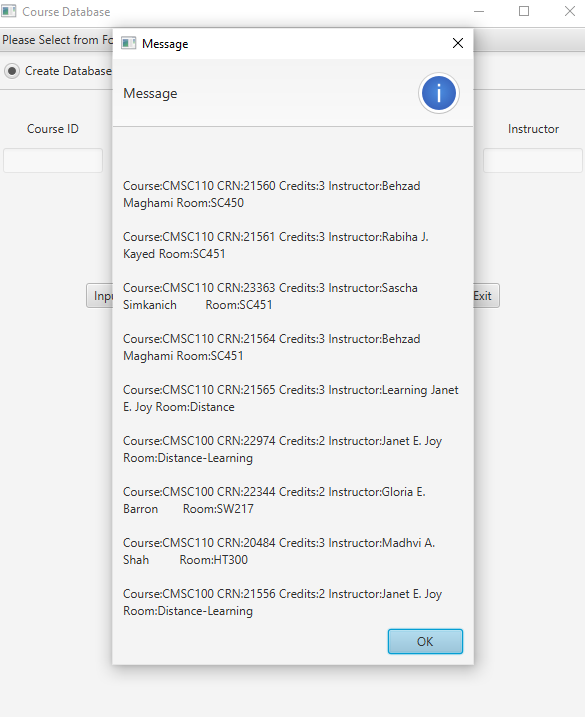 Course Database
Please Select from Fo
Message
Create Database
Message
i
Course ID
Instructor
Course:CMSC110 CRN:21560 Credits:3 Instructor:Behzad
Maghami Room:SC450
Course:CMSC110 CRN:21561 Credits:3 Instructor:Rabiha J.
Kayed Room:SC451
Course:CMSC110 CRN:23363 Credits:3 Instructor:Sascha
Simkanich Room:SC451
Course:CMSC110 CRN:21564 Credits:3 Instructor:Behzad
Maghami Room:SC451
Course:CMSC110 CRN:21565 Credits:3 Instructor:Learning Janet
E. Joy Room:Distance
Course:CMSC100 CRN:22974 Credits:2 Instructor:Janet E. Joy
Room:Distance-Learning
Course:CMSC100 CRN:22344 Credits:2 Instructor:Gloria E.
Barron Room:SW217
Course:CMSC110 CRN:20484 Credits:3 Instructor:Madhvi A.
Shah Room:HT300
Course:CMSC100 CRN:21556 Credits:2 Instructor:Janet E. Joy
Room:Distance-Learning
Inpu
Exit
OK